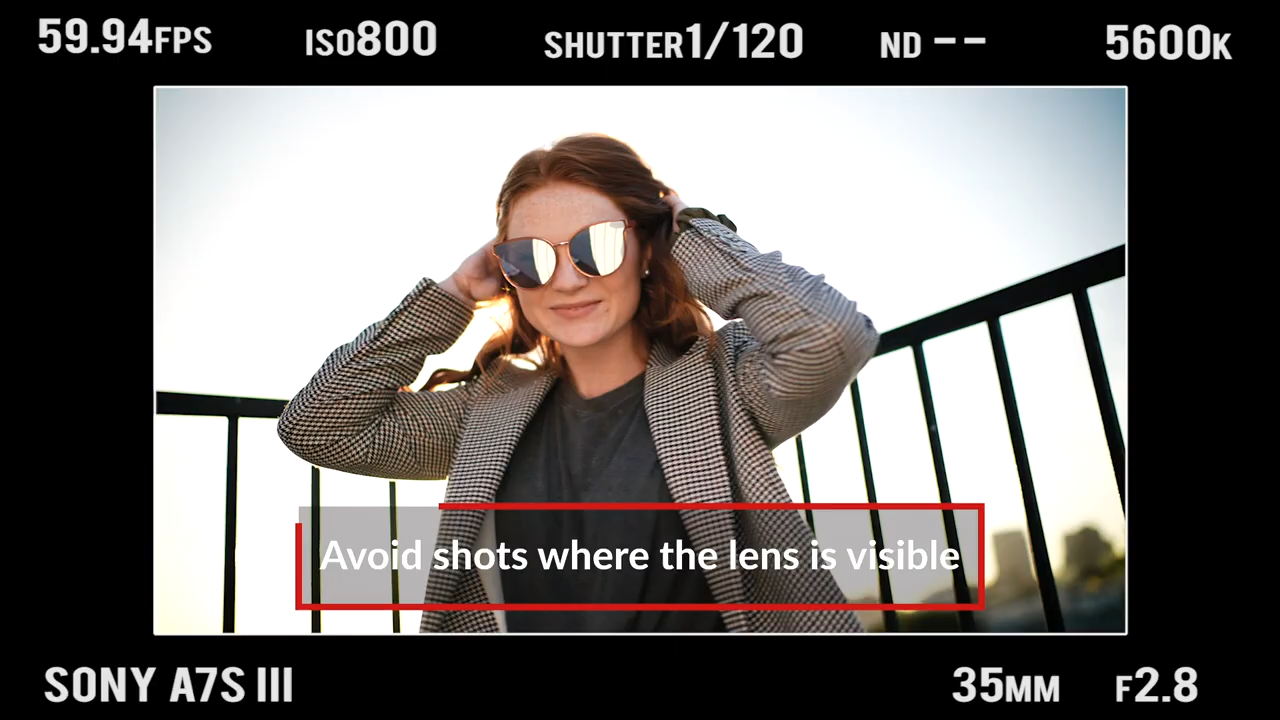 59.94FPS ISO800 SHUTTER1/120 ND -- 5600K
Avoid shots where the lens is visible
SONY A7S III 35MM F2.8